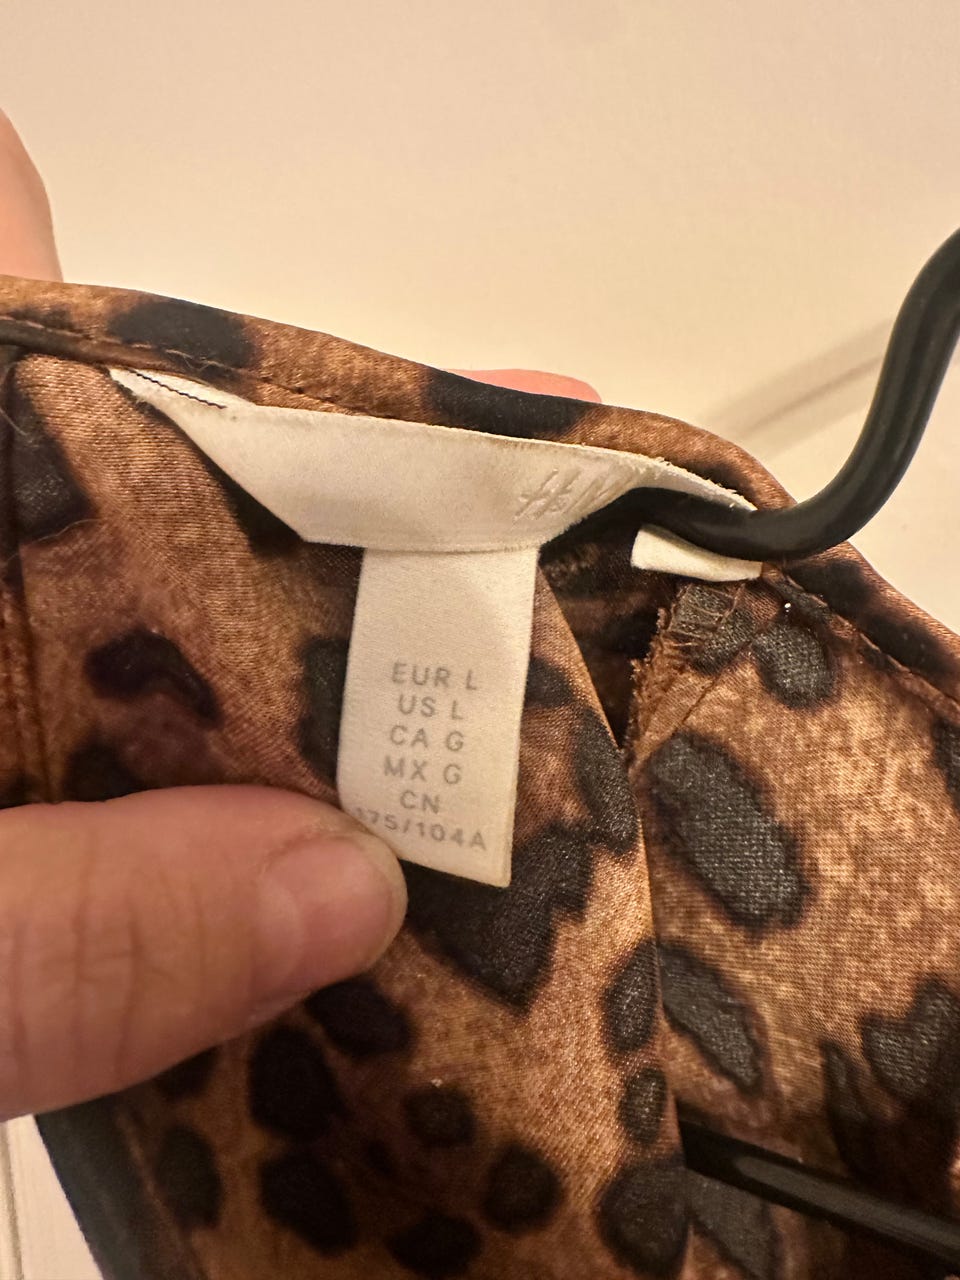 H&M
EUR L
US L
CA G
MX G
CN
175/104A